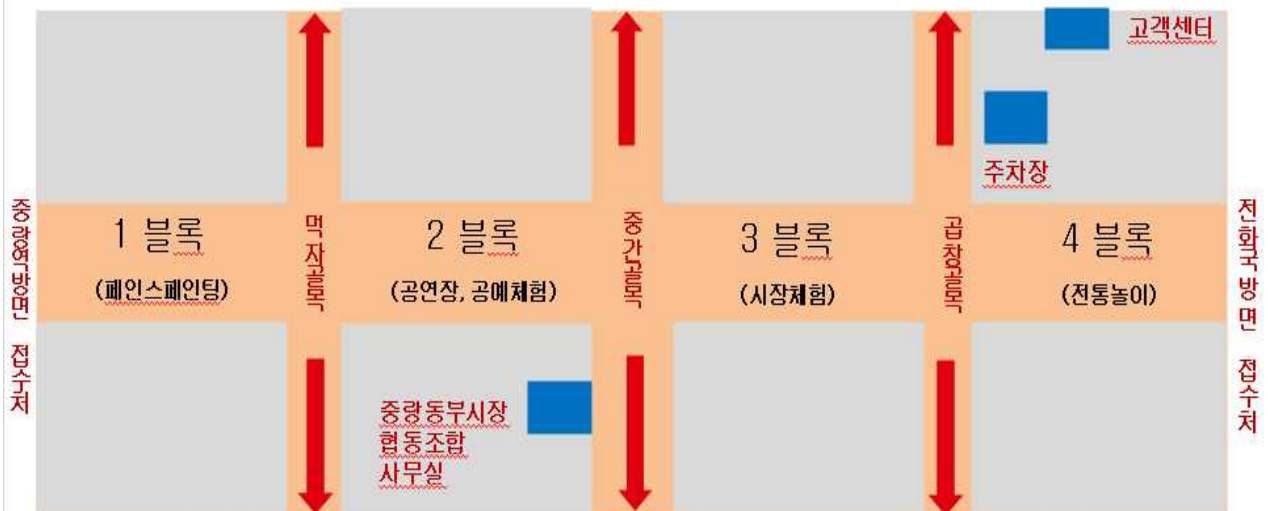 고객센터
주차장
중랑역방면 접수처
1 블록
(페인스페인팅)
먹자골목
2 블록
(공연장, 공예체험)
중간골목
3 블록
(시장체험)
곱창골목
4 블록
(전통놀이)
전화국방면 접수처
중랑동부시장
협동조합
사무실